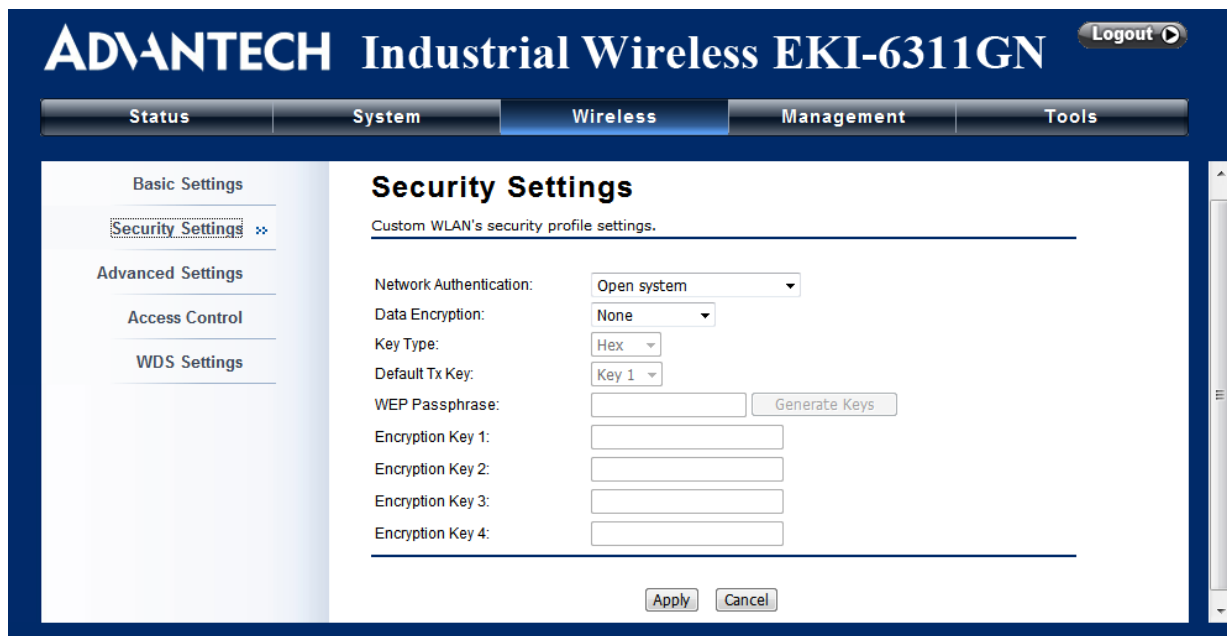 ADVANTECH Industrial Wireless EKI-6311GN
Logout
Status System Wireless Management Tools
Basic Settings
Security Settings
Advanced Settings
Access Control
WDS Settings
Security Settings
Custom WLAN's security profile settings.
Network Authentication: Open system
Data Encryption: None
Key Type: Hex
Default Tx Key: Key 1
WEP Passphrase: Generate Keys
Encryption Key 1:
Encryption Key 2:
Encryption Key 3:
Encryption Key 4:
Apply Cancel